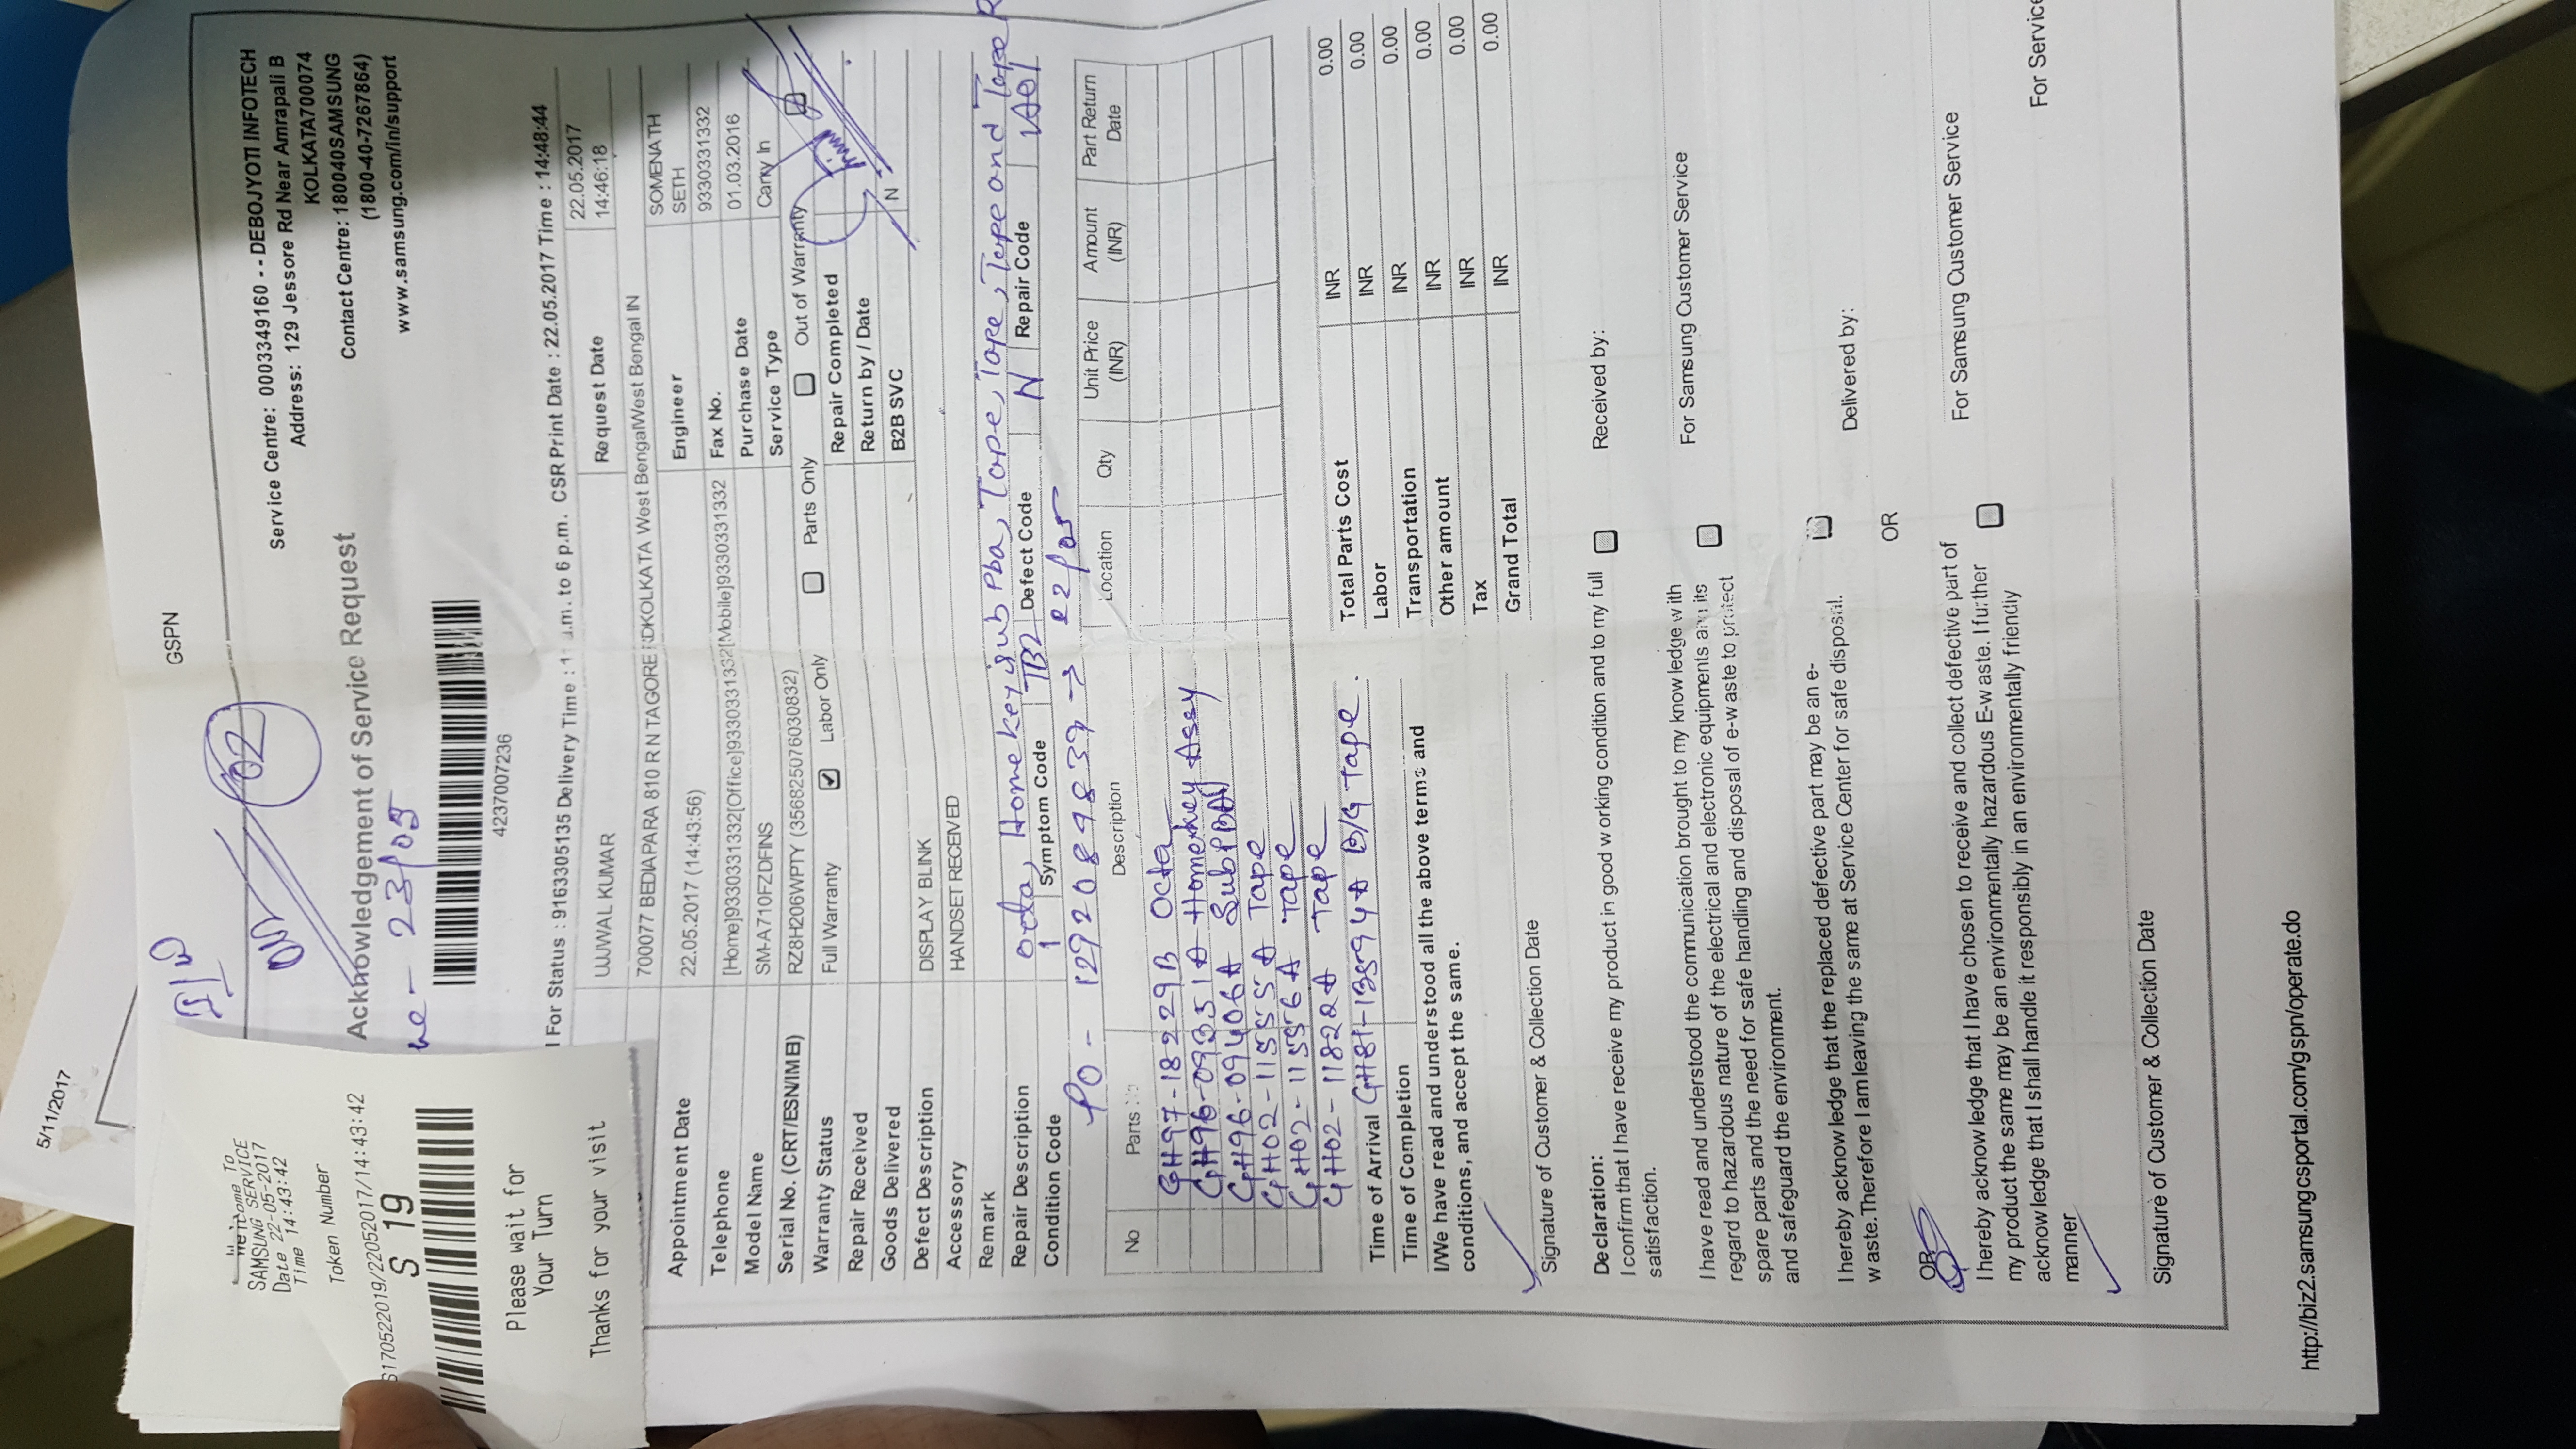 5/11/2017
GSPN
I/W
02
Welcome To
SAMSUNG SERVICE
Date 22-05-2017
Time 14:43:42
Token Number
S170522019/22052017/14:43:42
S 19
Please wait for
Your Turn
Thanks for your visit
Service Centre: 0003349160 - - DEBOJYOTI INFOTECH
Address: 129 Jessore Rd Near Amrapali B
KOLKATA700074
Contact Centre: 180040SAMSUNG
(1800-40-7267864)
www.samsung.com/in/support
Acknowledgement of Service Request
23/05
4237007236
For Status : 9163305135 Delivery Time : a.m. to 6 p.m. CSR Print Date : 22.05.2017 Time : 14:48:44
UJJWAL KUMAR Request Date 22.05.2017 14:46:18
700077 BEDIAPARA 810 R N TAGORE RDKOLKATA West BengalWest Bengal IN
Appointment Date 22.05.2017 (14:43:56) Engineer SOMENATH SETH
Telephone [Home]9330331332[Office]9330331332[Mobile]9330331332 Fax No. 9330331332
Model Name SM-A710FZDFINS Purchase Date 01.03.2016
Serial No. (CRT/ESN/IMEI) RZ8H206WPTY (356825076030832) Service Type Carry In
Warranty Status Full Warranty Labor Only Parts Only Out of Warranty
Repair Received Repair Completed
Goods Delivered Return by / Date
B2B SVC N
Defect Description DISPLAY BLINK
Accessory HANDSET RECEIVED
Remark
Repair Description Octa, Homekey, sub Pba, Tape, Tape, Tape and Tape R
Condition Code 1 Symptom Code TB2 Defect Code N Repair Code A01
PO - 1292089839 → 22/05
No Parts No Description Location Qty Unit Price (INR) Amount (INR) Part Return Date
GH97-18229B Octa
GH96-09351A Homekey Assy
GH96-09406A SubPBA
GH02-11555A Tape
GH02-11556A Tape
GH02-11822A Tape
Time of Arrival GH81-13594A B/G Tape.
Time of Completion
I/We have read and understood all the above terms and
conditions, and accept the same.
Total Parts Cost INR 0.00
Labor INR 0.00
Transportation INR 0.00
Other amount INR 0.00
Tax INR 0.00
Grand Total INR 0.00
Signature of Customer & Collection Date
Declaration:
I confirm that I have receive my product in good working condition and to my full
satisfaction.
Received by:
I have read and understood the communication brought to my knowledge with
regard to hazardous nature of the electrical and electronic equipments and its
spare parts and the need for safe handling and disposal of e-waste to protect
and safeguard the environment.
For Samsung Customer Service
I hereby acknowledge that the replaced defective part may be an e-
waste.Therefore I am leaving the same at Service Center for safe disposal.
Delivered by:
OR
OR
I hereby acknowledge that I have chosen to receive and collect defective part of
my product the same may be an environmentally hazardous E-waste. I further
acknowledge that I shall handle it responsibly in an environmentally friendly
manner
For Samsung Customer Service
For Service
Signature of Customer & Collection Date
http://biz2.samsungcsportal.com/gspn/operate.do